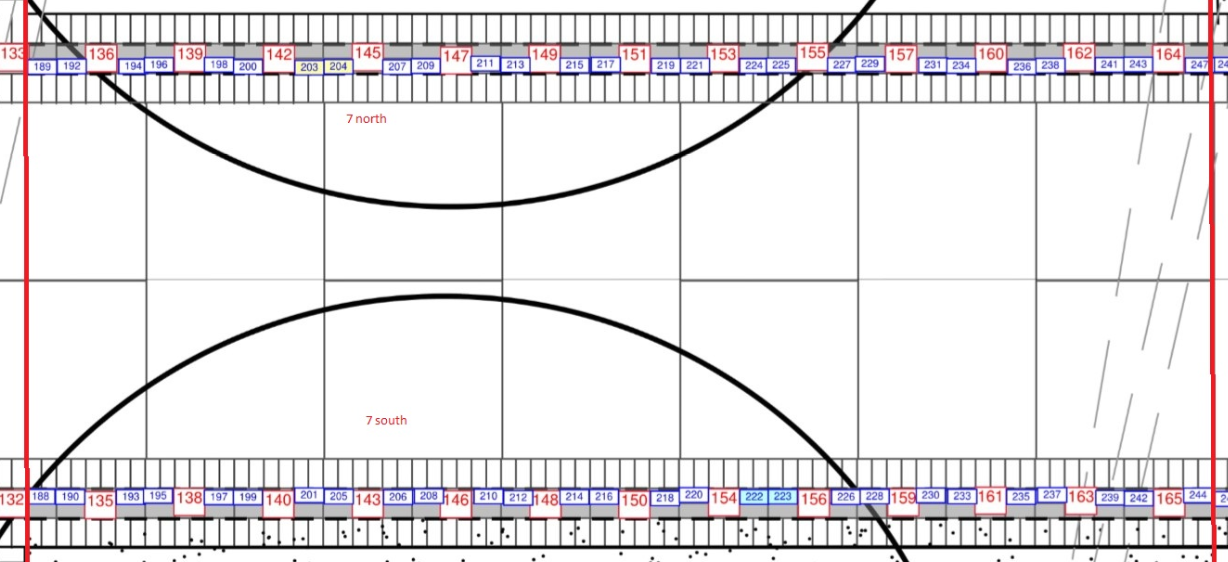 133 189 192 136 194 196 139 198 200 142 203 204 145 207 209 147 211 213 149 215 217 151 219 221 153 224 225 155 227 229 157 231 234 160 236 238 162 241 243 164 247
7 north
7 south
132 188 190 135 193 195 138 197 199 140 201 205 143 206 208 146 210 212 148 214 216 150 218 220 154 222 223 156 226 228 159 230 233 161 235 237 163 239 242 165 244